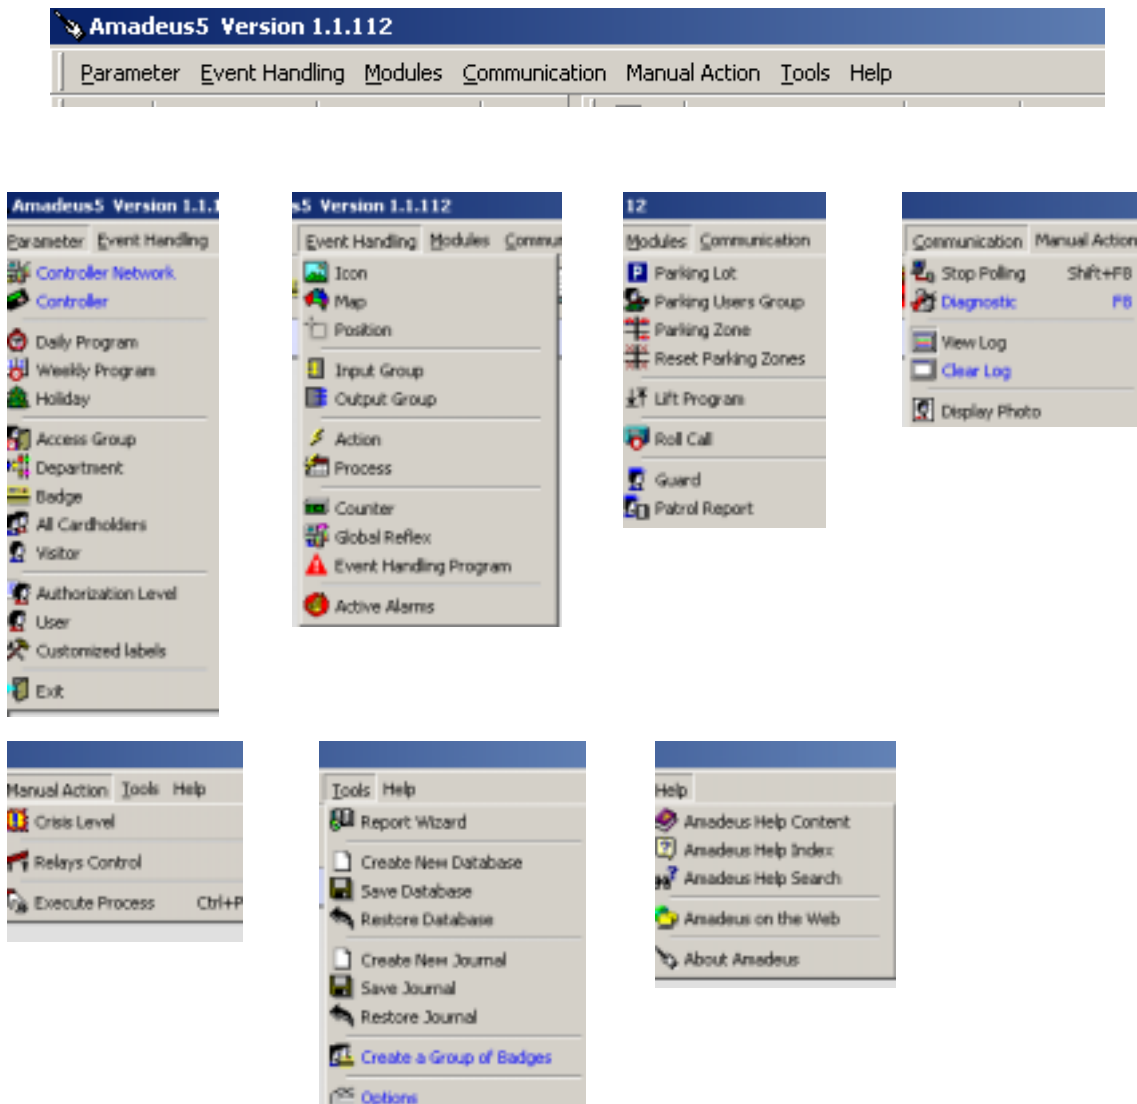 Amadeus5 Version 1.1.112
Parameter Event Handling Modules Communication Manual Action Tools Help
Amadeus5 Version 1.1.1
Parameter Event Handling
Controller Network
Controller
Daily Program
Weekly Program
Holiday
Access Group
Department
Badge
All Cardholders
Visitor
Authorization Level
User
Customized labels
Exit
s5 Version 1.1.112
Event Handling Modules Commu
Icon
Map
Position
Input Group
Output Group
Action
Process
Counter
Global Reflex
Event Handling Program
Active Alarms
12
Modules Communication
P Parking Lot
Parking Users Group
Parking Zone
Reset Parking Zones
Lift Program
Roll Call
Guard
Patrol Report
Communication Manual Action
Stop Polling Shift+F8
Diagnostic F8
View Log
Clear Log
Display Photo
Manual Action Tools Help
Crisis Level
Relays Control
Execute Process Ctrl+P
Tools Help
Report Wizard
Create New Database
Save Database
Restore Database
Create New Journal
Save Journal
Restore Journal
Create a Group of Badges
Options
Help
Amadeus Help Content
Amadeus Help Index
Amadeus Help Search
Amadeus on the Web
About Amadeus